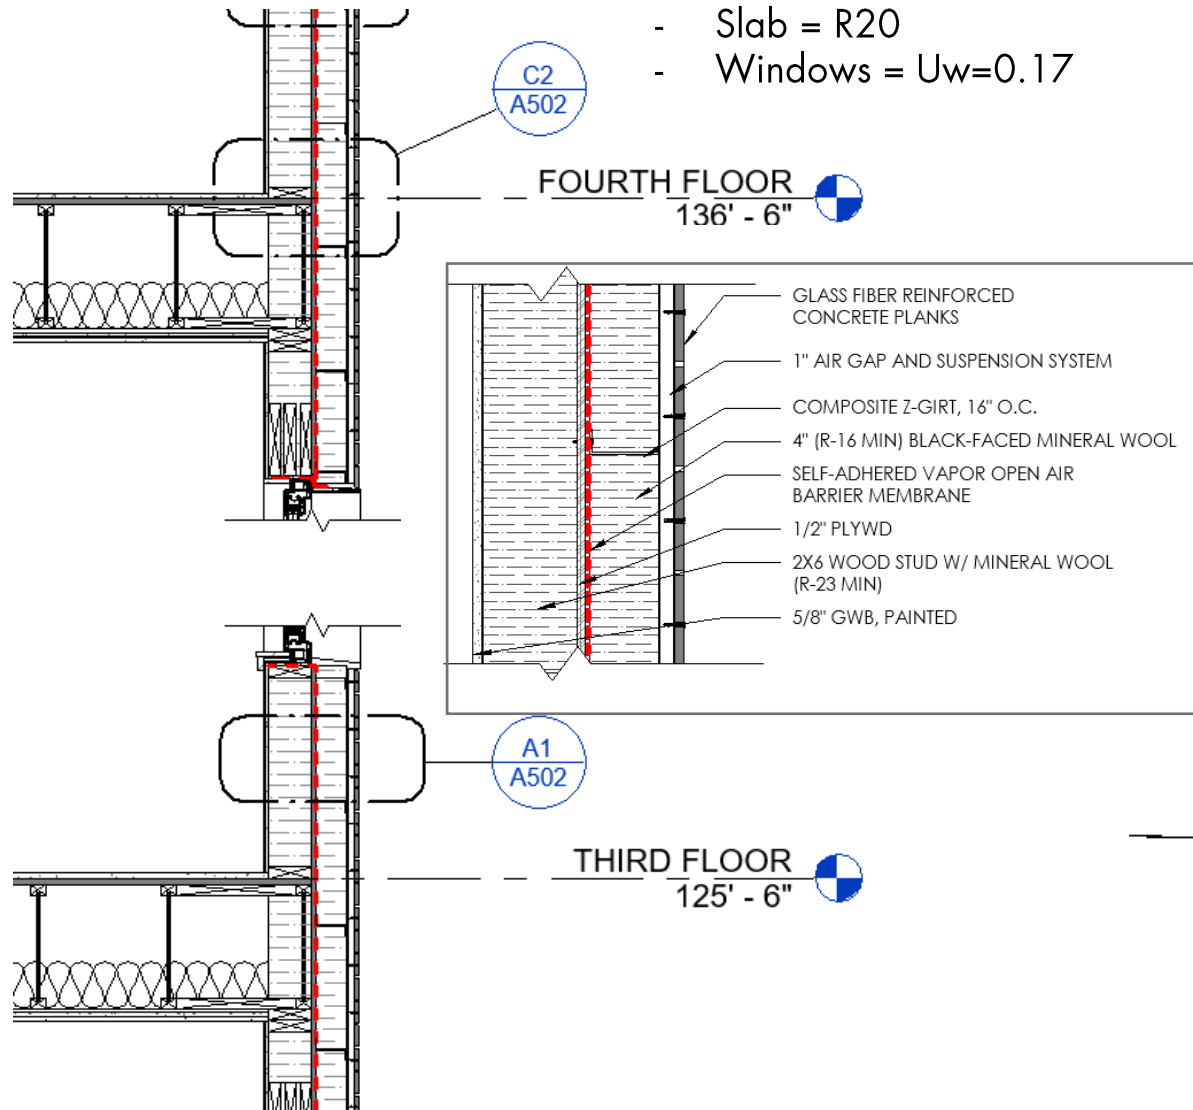 - Slab = R20
- Windows = Uw=0.17
C2
A502
FOURTH FLOOR
136' - 6"
GLASS FIBER REINFORCED
CONCRETE PLANKS
1" AIR GAP AND SUSPENSION SYSTEM
COMPOSITE Z-GIRT, 16" O.C.
4" (R-16 MIN) BLACK-FACED MINERAL WOOL
SELF-ADHERED VAPOR OPEN AIR
BARRIER MEMBRANE
1/2" PLYWD
2X6 WOOD STUD W/ MINERAL WOOL
(R-23 MIN)
5/8" GWB, PAINTED
A1
A502
THIRD FLOOR
125' - 6"